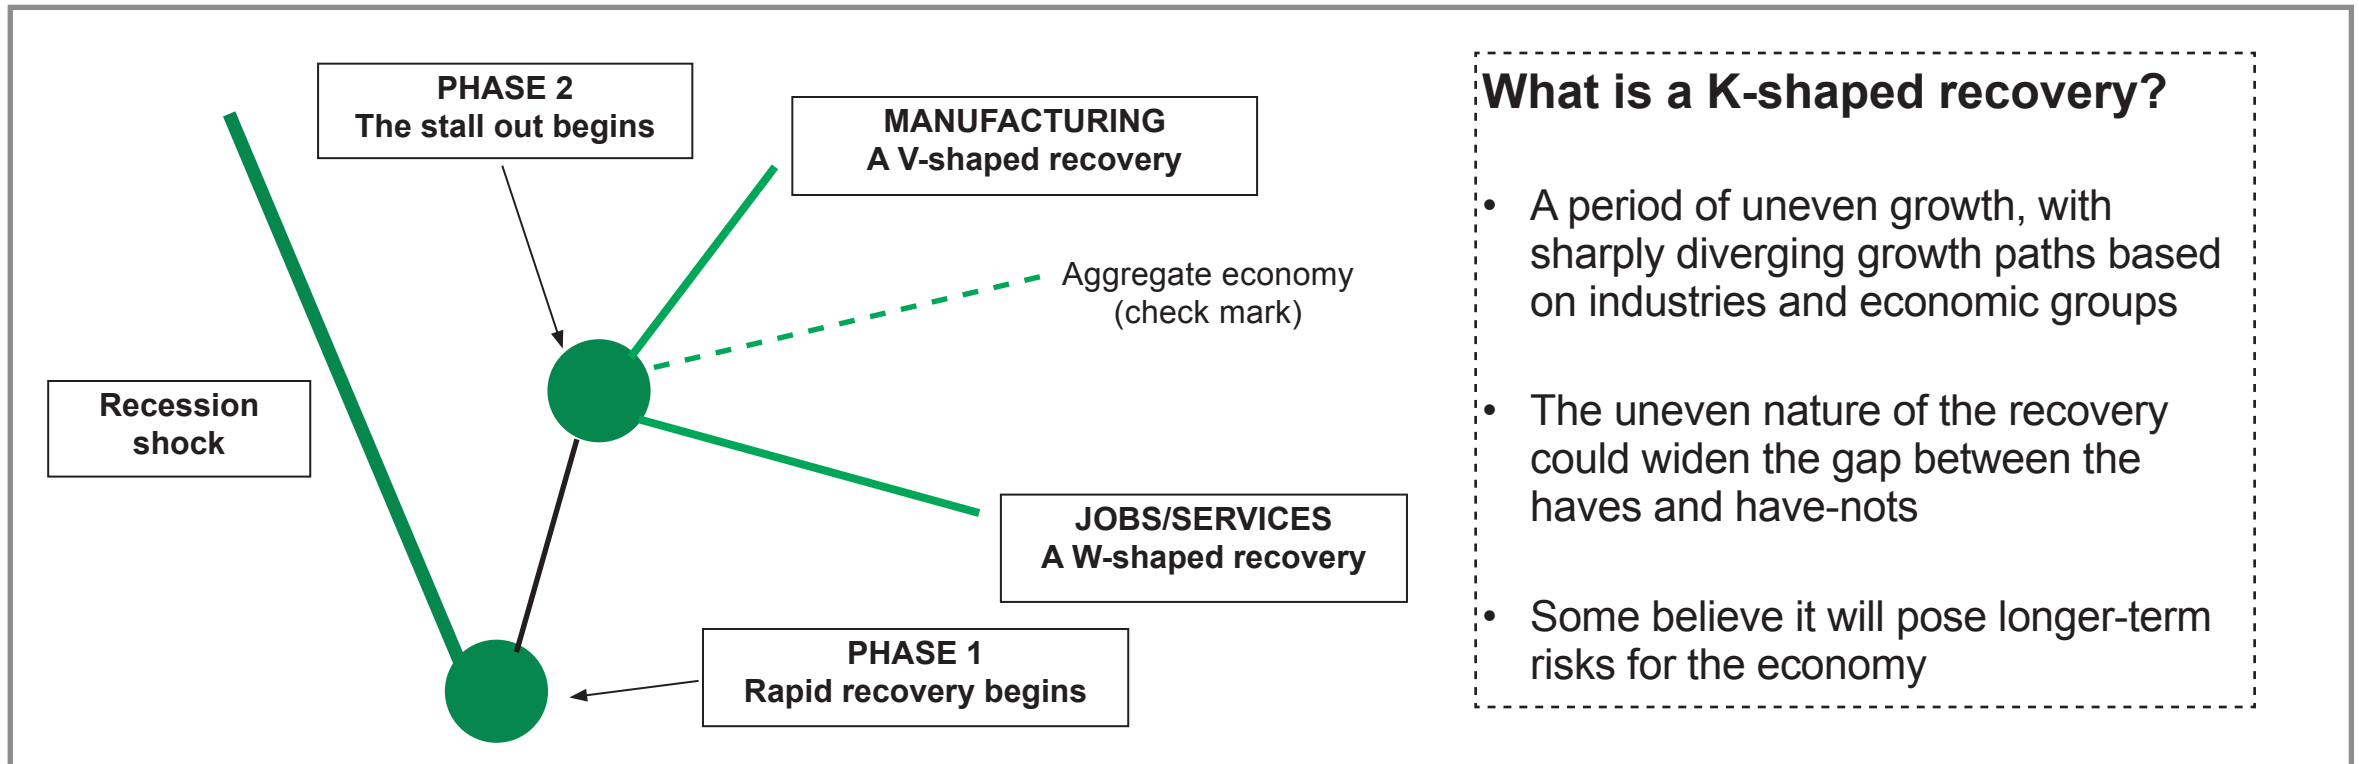 PHASE 2
The stall out begins
MANUFACTURING
A V-shaped recovery
Aggregate economy
(check mark)
Recession
shock
JOBS/SERVICES
A W-shaped recovery
PHASE 1
Rapid recovery begins
What is a K-shaped recovery?
• A period of uneven growth, with
sharply diverging growth paths based
on industries and economic groups
• The uneven nature of the recovery
could widen the gap between the
haves and have-nots
• Some believe it will pose longer-term
risks for the economy